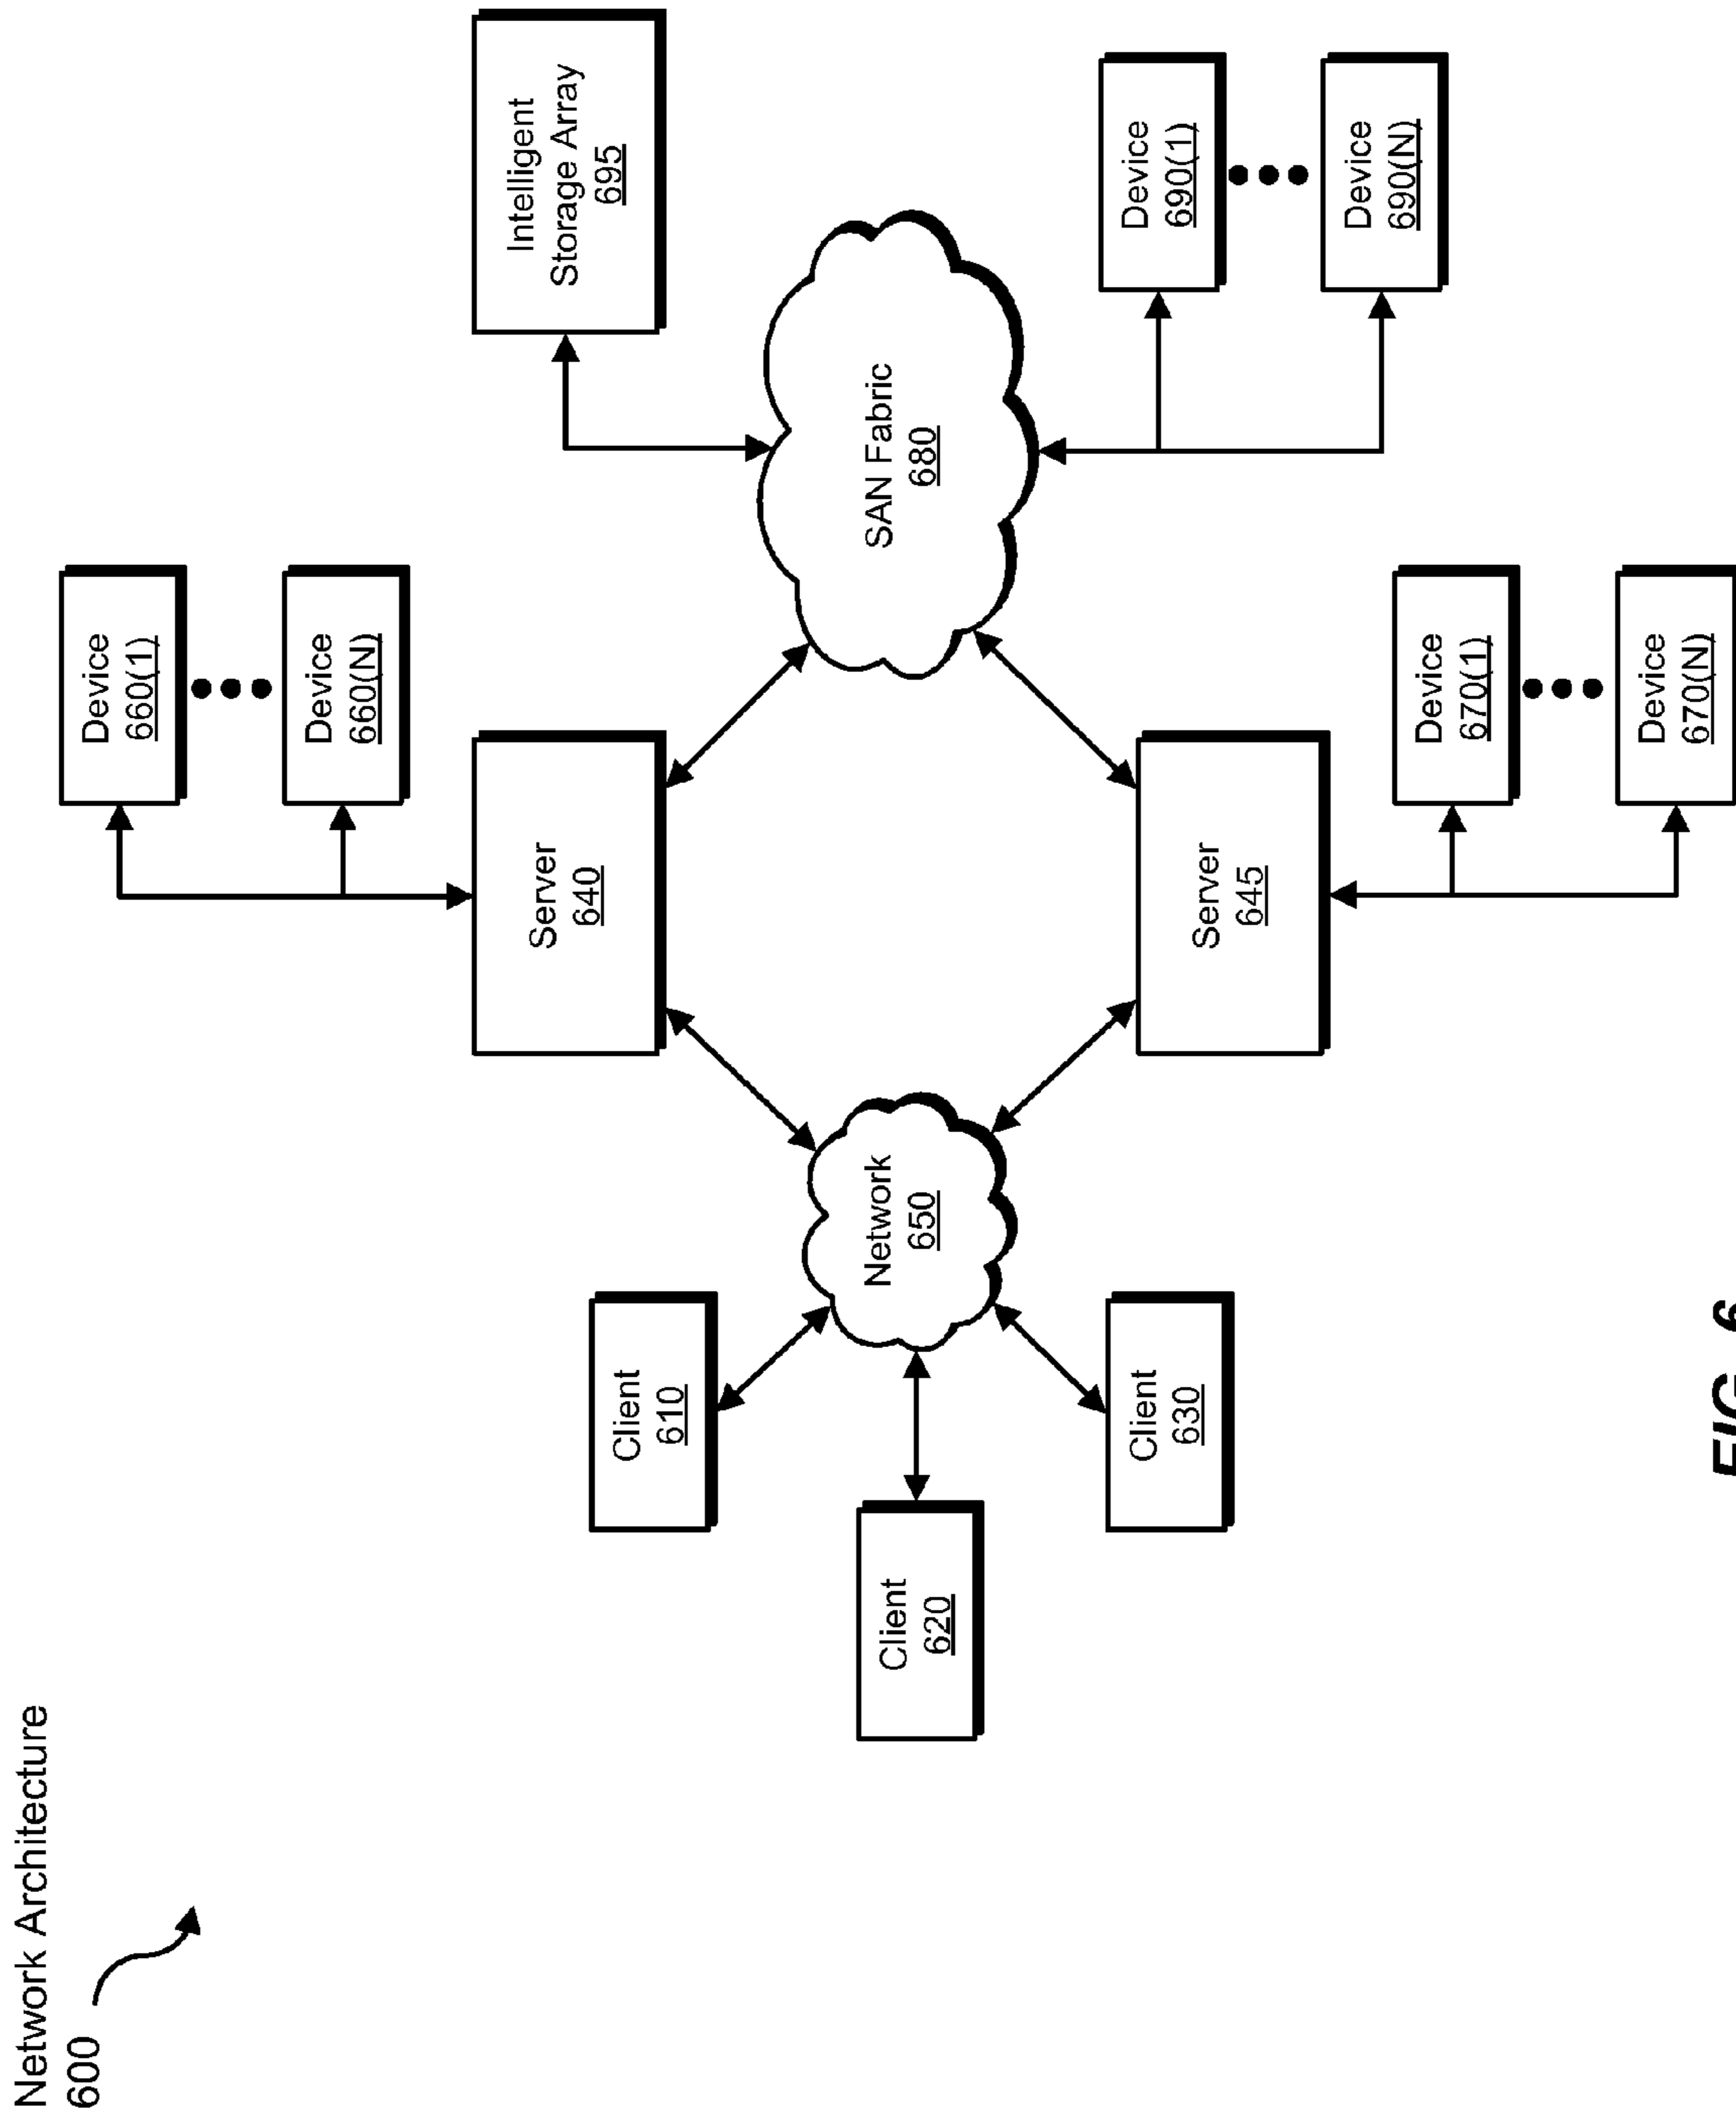 Network Architecture
600
Device
660(1)
Device
660(N)
Intelligent
Storage Array
695
Server
640
Client
610
Client
620
Network
650
SAN Fabric
680
Client
630
Server
645
Device
690(1)
Device
690(N)
Device
670(1)
Device
670(N)
FIG. 6